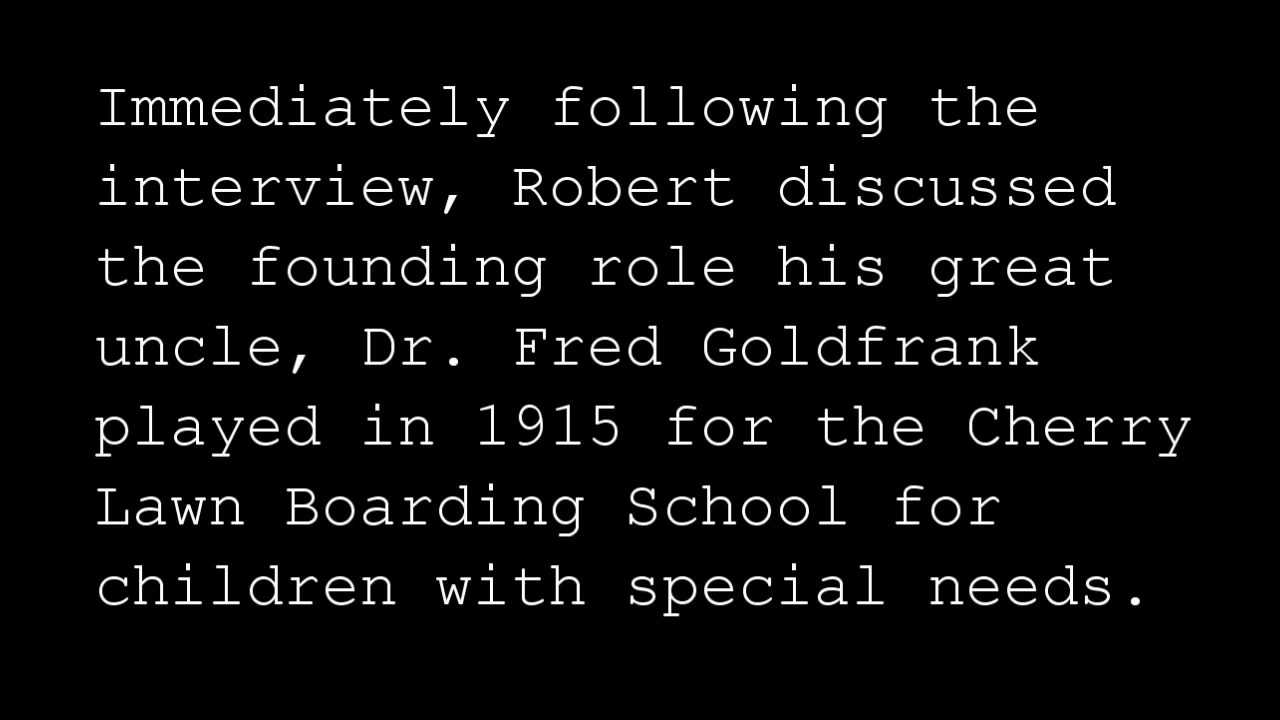 Immediately following the
interview, Robert discussed
the founding role his great
uncle, Dr. Fred Goldfrank
played in 1915 for the Cherry
Lawn Boarding School for
children with special needs.